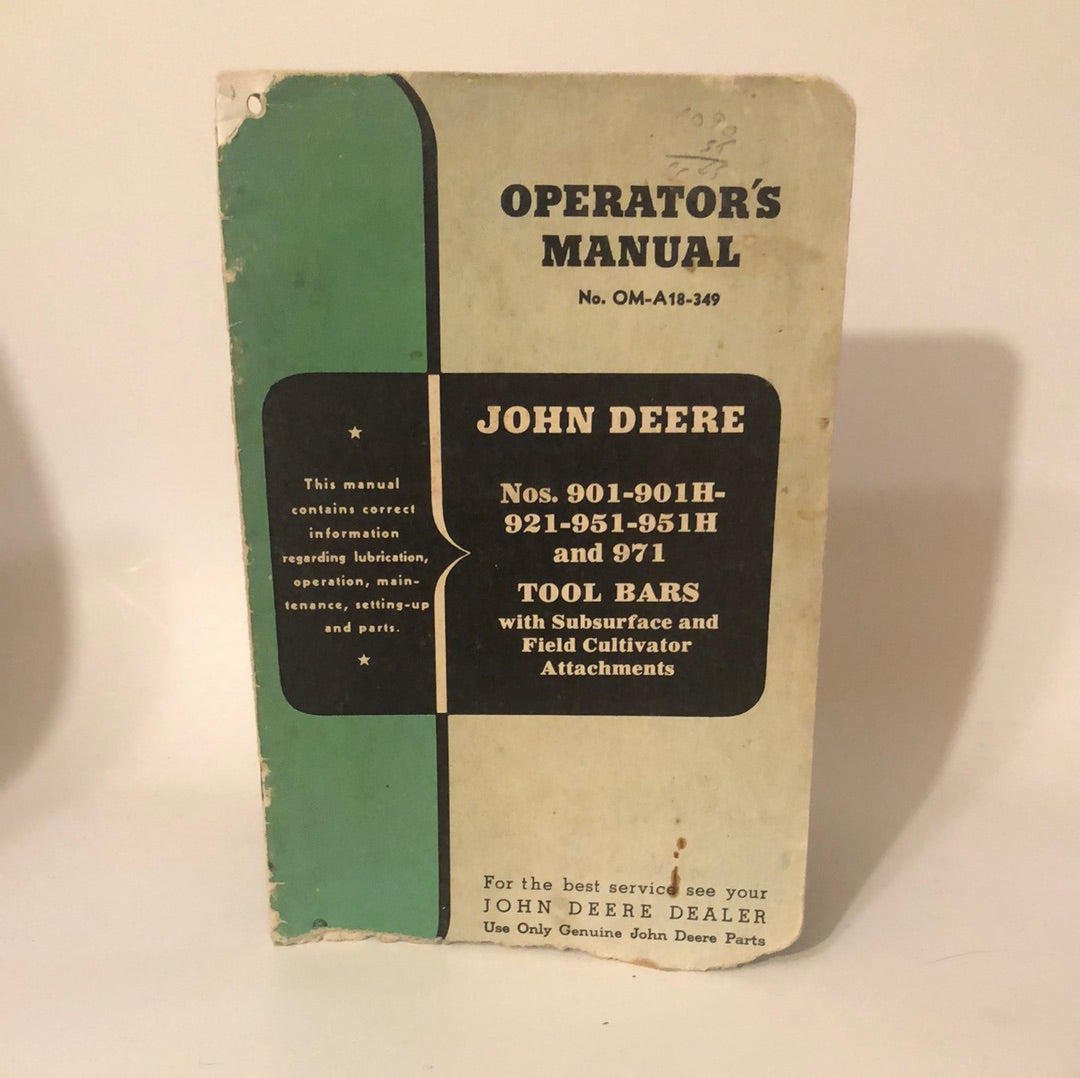 OPERATOR'S
MANUAL
No. OM-A18-349
JOHN DEERE
Nos. 901-901H-
921-951-951H
and 971
TOOL BARS
with Subsurface and
Field Cultivator
Attachments
★
This manual
contains correct
information
regarding lubrication,
operation, main-
tenance, setting-up
and parts.
★
For the best service see your
JOHN DEERE DEALER
Use Only Genuine John Deere Parts